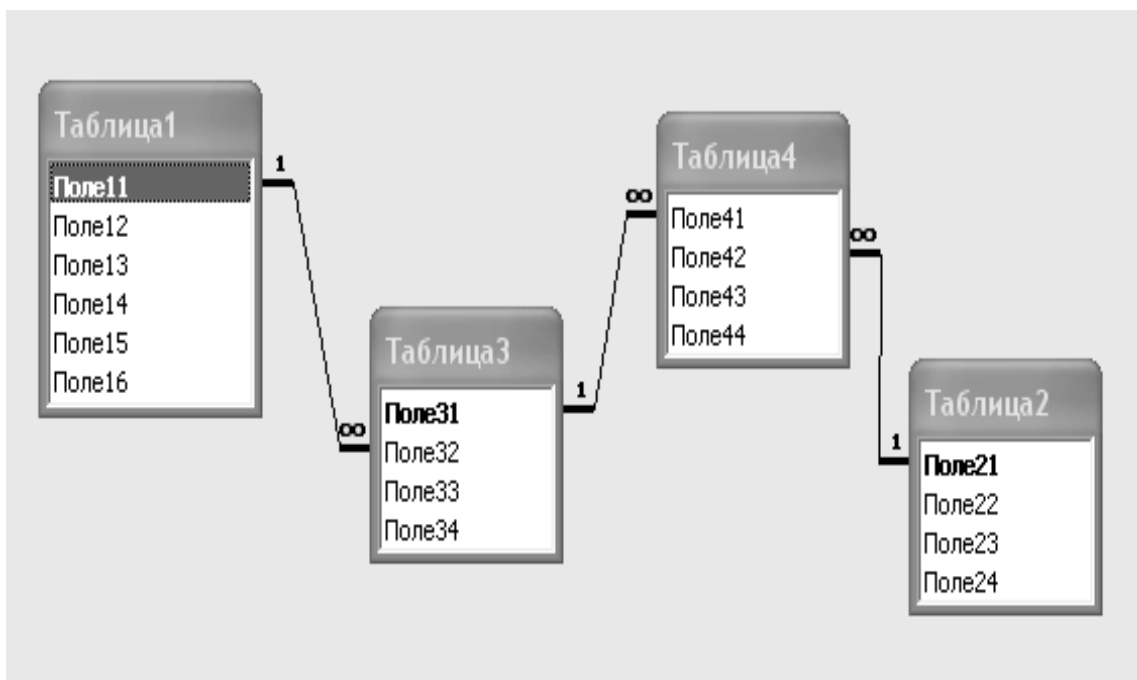 Таблица1
Поле11
Поле12
Поле13
Поле14
Поле15
Поле16
1
∞
Таблица3
Поле31
Поле32
Поле33
Поле34
1
∞
Таблица4
Поле41
Поле42
Поле43
Поле44
∞
1
Таблица2
Поле21
Поле22
Поле23
Поле24